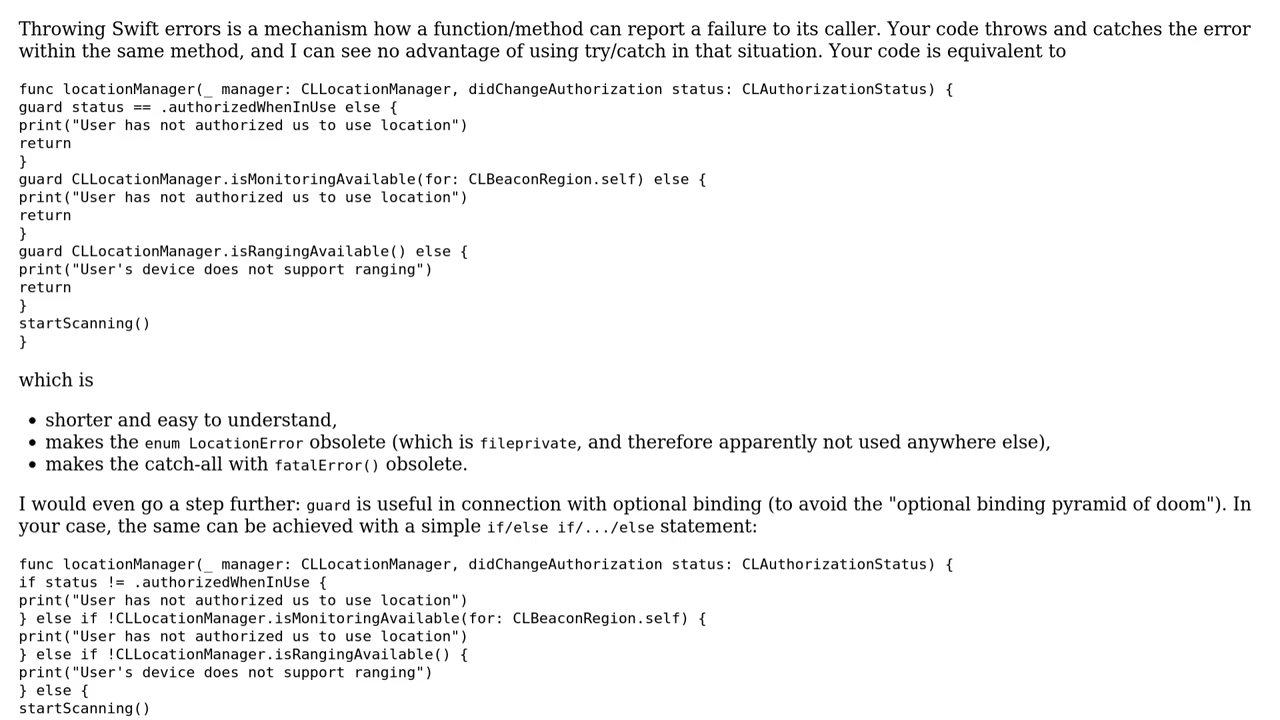 Throwing Swift errors is a mechanism how a function/method can report a failure to its caller. Your code throws and catches the error
within the same method, and I can see no advantage of using try/catch in that situation. Your code is equivalent to
func locationManager(_ manager: CLLocationManager, didChangeAuthorization status: CLAuthorizationStatus) {
guard status == .authorizedWhenInUse else {
print("User has not authorized us to use location")
return
}
guard CLLocationManager.isMonitoringAvailable(for: CLBeaconRegion.self) else {
print("User has not authorized us to use location")
return
}
guard CLLocationManager.isRangingAvailable() else {
print("User's device does not support ranging")
return
}
startScanning()
}
which is
• shorter and easy to understand,
• makes the enum LocationError obsolete (which is fileprivate, and therefore apparently not used anywhere else),
• makes the catch-all with fatalError() obsolete.
I would even go a step further: guard is useful in connection with optional binding (to avoid the "optional binding pyramid of doom"). In
your case, the same can be achieved with a simple if/else if/.../else statement:
func locationManager(_ manager: CLLocationManager, didChangeAuthorization status: CLAuthorizationStatus) {
if status != .authorizedWhenInUse {
print("User has not authorized us to use location")
} else if !CLLocationManager.isMonitoringAvailable(for: CLBeaconRegion.self) {
print("User has not authorized us to use location")
} else if !CLLocationManager.isRangingAvailable() {
print("User's device does not support ranging")
} else {
startScanning()